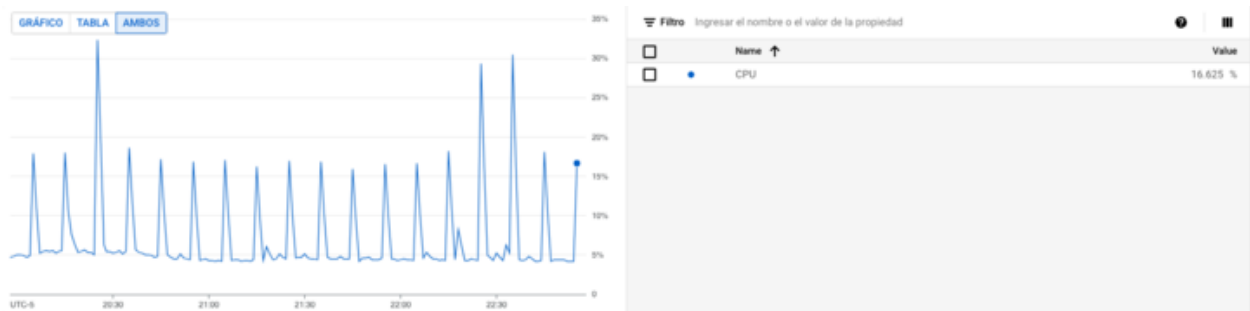 GRÁFICO TABLA AMBOS
35%
30%
25%
20%
15%
10%
5%
0
UTC-5 20:30 21:00 21:30 22:00 22:30
Filtro Ingresar el nombre o el valor de la propiedad
Name Value
CPU 16.625 %